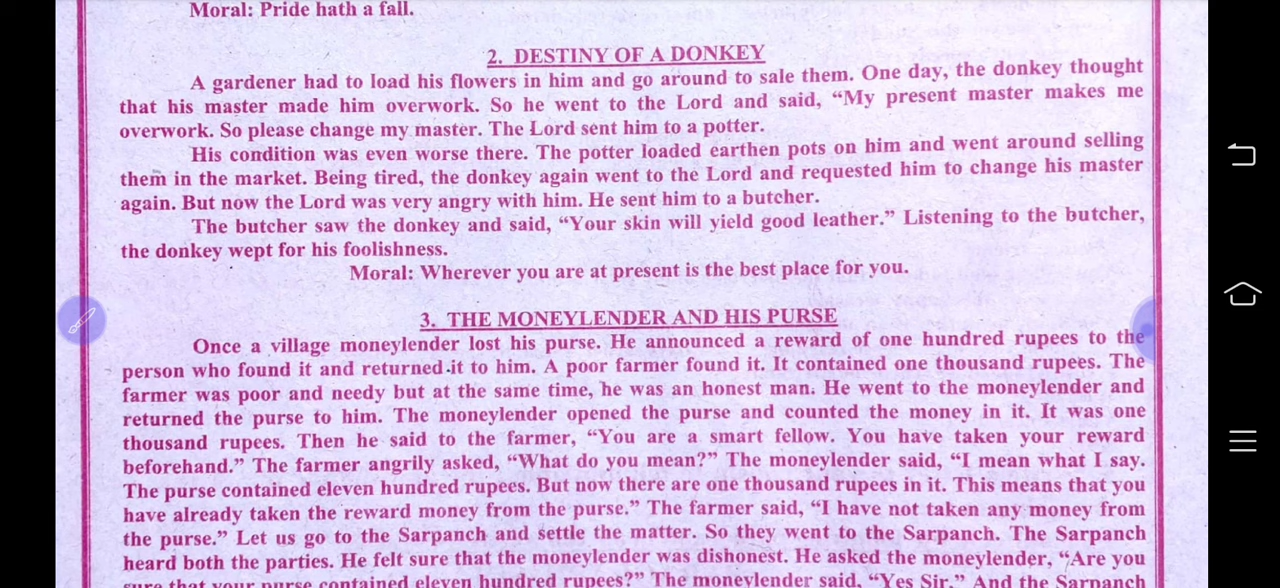 Moral: Pride hath a fall.
2. DESTINY OF A DONKEY
A gardener had to load his flowers in him and go around to sale them. One day, the donkey thought
that his master made him overwork. So he went to the Lord and said, “My present master makes me
overwork. So please change my master. The Lord sent him to a potter.
His condition was even worse there. The potter loaded earthen pots on him and went around selling
them in the market. Being tired, the donkey again went to the Lord and requested him to change his master
again. But now the Lord was very angry with him. He sent him to a butcher.
The butcher saw the donkey and said, “Your skin will yield good leather.” Listening to the butcher,
the donkey wept for his foolishness.
Moral: Wherever you are at present is the best place for you.
3. THE MONEYLENDER AND HIS PURSE
Once a village moneylender lost his purse. He announced a reward of one hundred rupees to the
person who found it and returned it to him. A poor farmer found it. It contained one thousand rupees. The
farmer was poor and needy but at the same time, he was an honest man. He went to the moneylender and
returned the purse to him. The moneylender opened the purse and counted the money in it. It was one
thousand rupees. Then he said to the farmer, “You are a smart fellow. You have taken your reward
beforehand.” The farmer angrily asked, “What do you mean?” The moneylender said, “I mean what I say.
The purse contained eleven hundred rupees. But now there are one thousand rupees in it. This means that you
have already taken the reward money from the purse.” The farmer said, “I have not taken any money from
the purse.” Let us go to the Sarpanch and settle the matter. So they went to the Sarpanch. The Sarpanch
heard both the parties. He felt sure that the moneylender was dishonest. He asked the moneylender, “Are you
sure that your purse contained eleven hundred rupees?” The moneylender said, “Yes Sir.” And the Sarpanch